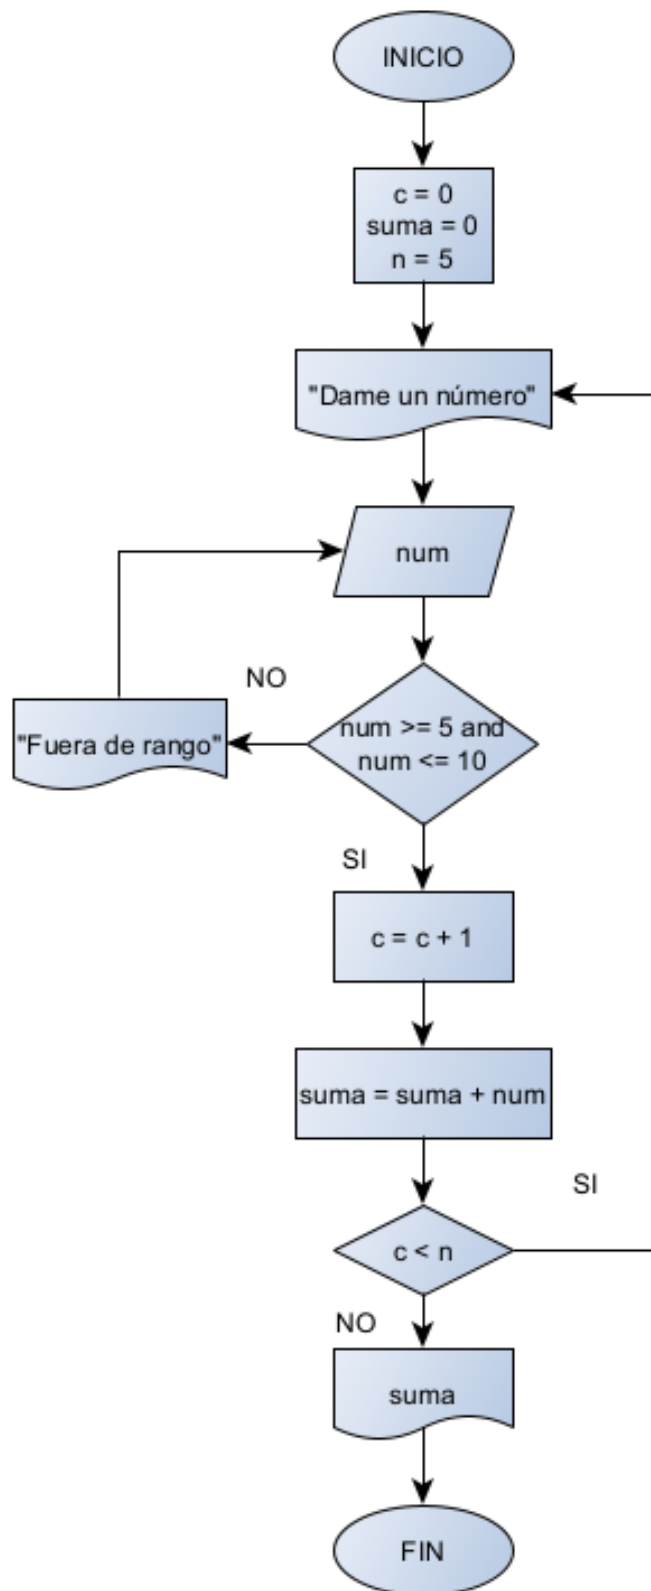 INICIO
c = 0
suma = 0
n = 5
"Dame un número"
num
NO
"Fuera de rango"
num >= 5 and
num <= 10
SI
c = c + 1
suma = suma + num
SI
c < n
NO
suma
FIN